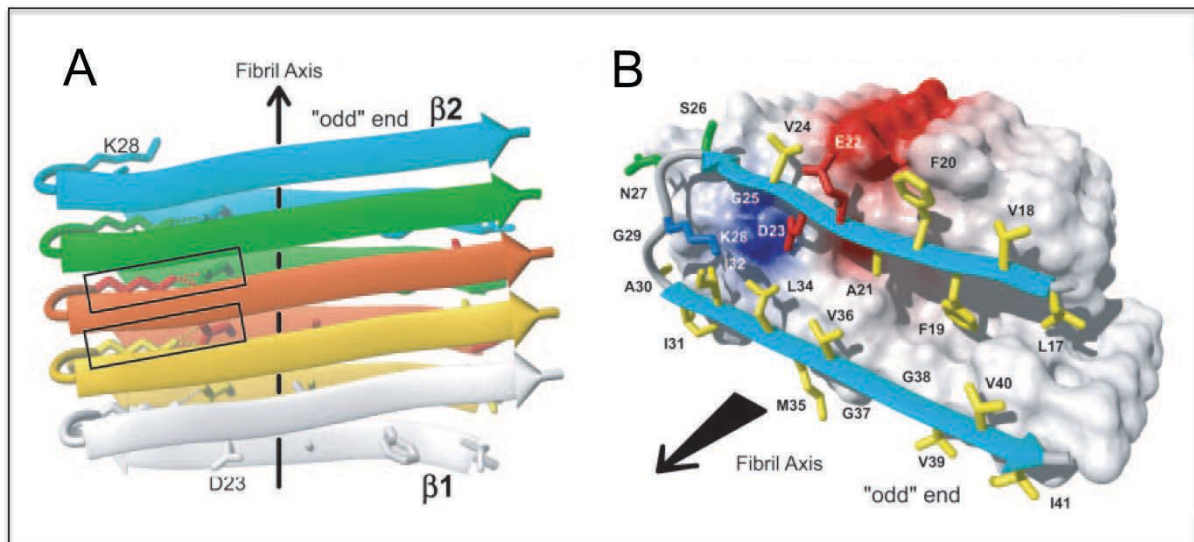 A
Fibril Axis
"odd" end
β2
K28
D23
β1
B
S26
V24
E22
F20
N27
G25
V18
G29
K28
D23
I32
A30
L34
A21
V36
F19
L17
I31
G38
V40
M35
G37
Fibril Axis
V39
"odd" end
I41